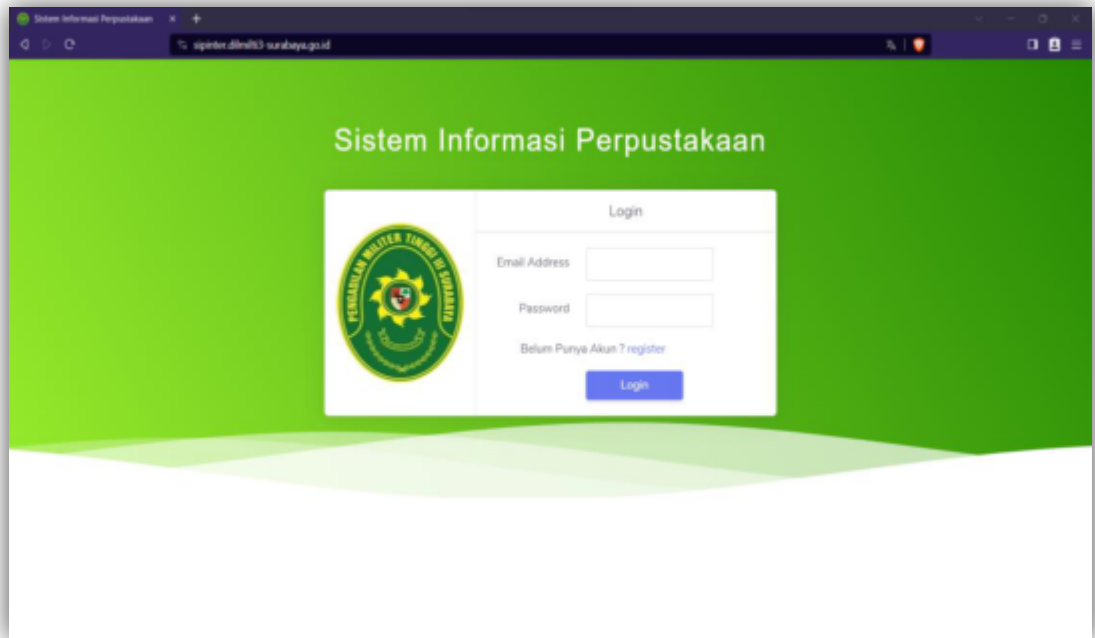 Sistem Informasi Perpustakaan
sipinter.dilmilti3-surabaya.go.id
Sistem Informasi Perpustakaan
PENGADILAN MILITER TINGGI III SURABAYA
Login
Email Address
Password
Belum Punya Akun ? register
Login